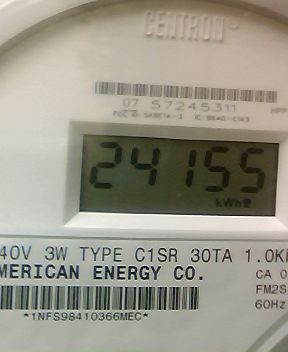 CENTRON®
07 57245311
24155
kWh
40V 3W TYPE C1SR 30TA 1.0K
MERICAN ENERGY CO.
CA 0
FM2S
60Hz
*1NFS98410366MEC*